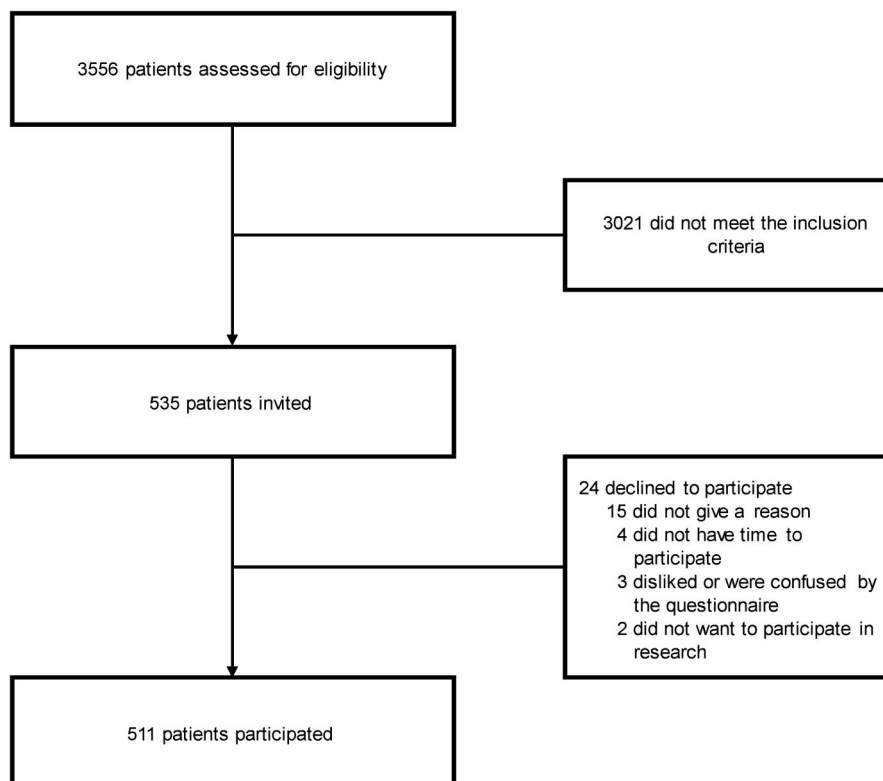 3556 patients assessed for eligibility
3021 did not meet the inclusion
criteria
535 patients invited
24 declined to participate
15 did not give a reason
4 did not have time to
participate
3 disliked or were confused by
the questionnaire
2 did not want to participate in
research
511 patients participated